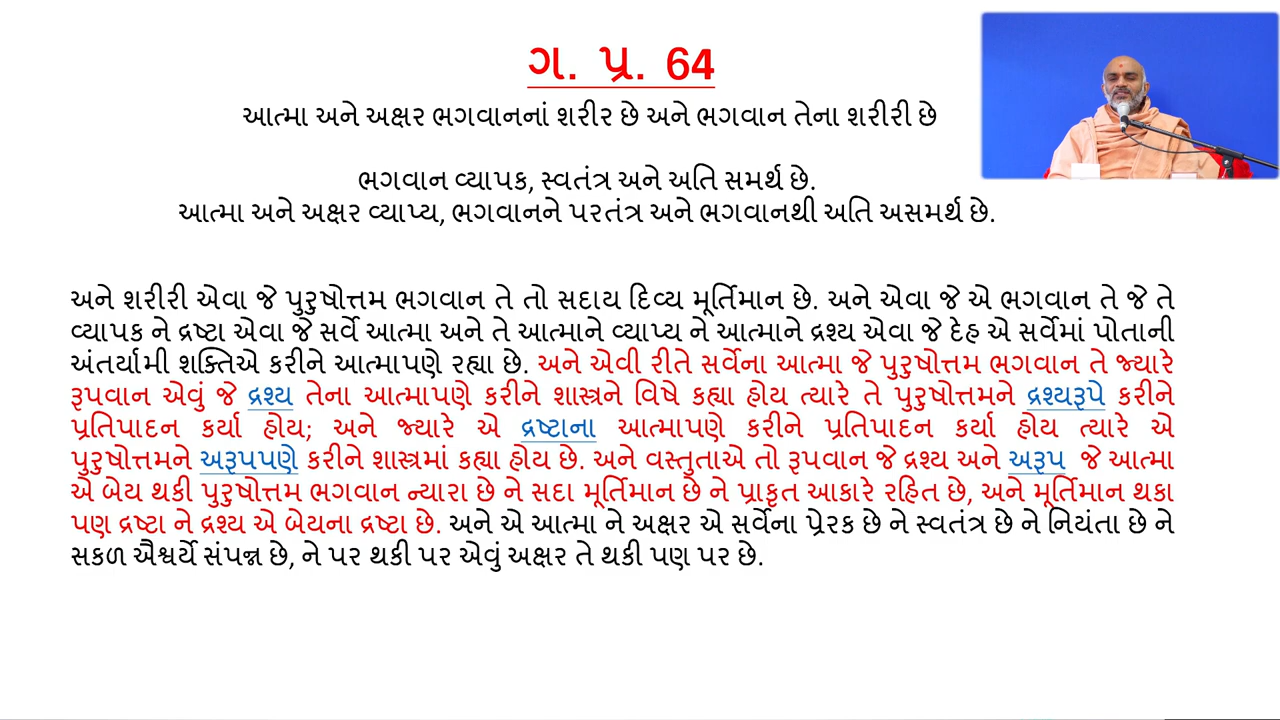 ગ. પ્ર. 64
આત્મા અને અક્ષર ભગવાનનાં શરીર છે અને ભગવાન તેના શરીરી છે
ભગવાન વ્યાપક, સ્વતંત્ર અને અતિ સમર્થ છે.
આત્મા અને અક્ષર વ્યાપ્ય, ભગવાનને પરતંત્ર અને ભગવાનથી અતિ અસમર્થ છે.
અને શરીરી એવા જે પુરુષોત્તમ ભગવાન તે તો સદાય દિવ્ય મૂર્તિમાન છે. અને એવા જે એ ભગવાન તે જે તે
વ્યાપક ને દ્રષ્ટા એવા જે સર્વે આત્મા અને તે આત્માને વ્યાપ્ય ને આત્માને દ્રશ્ય એવા જે દેહ એ સર્વેમાં પોતાની
અંતર્યામી શક્તિએ કરીને આત્માપણે રહ્યા છે. અને એવી રીતે સર્વેના આત્મા જે પુરુષોત્તમ ભગવાન તે જ્યારે
રૂપવાન એવું જે દ્રશ્ય તેના આત્માપણે કરીને શાસ્ત્રને વિષે કહ્યા હોય ત્યારે તે પુરુષોત્તમને દ્રશ્યરૂપે કરીને
પ્રતિપાદન કર્યા હોય; અને જ્યારે એ દ્રષ્ટાના આત્માપણે કરીને પ્રતિપાદન કર્યા હોય ત્યારે એ
પુરુષોત્તમને અરૂપપણે કરીને શાસ્ત્રમાં કહ્યા હોય છે. અને વસ્તુતાએ તો રૂપવાન જે દ્રશ્ય અને અરૂપ જે આત્મા
એ બેય થકી પુરુષોત્તમ ભગવાન ન્યારા છે ને સદા મૂર્તિમાન છે ને પ્રાકૃત આકારે રહિત છે, અને મૂર્તિમાન થકા
પણ દ્રષ્ટા ને દ્રશ્ય એ બેયના દ્રષ્ટા છે. અને એ આત્મા ને અક્ષર એ સર્વેના પ્રેરક છે ને સ્વતંત્ર છે ને નિયંતા છે ને
સકળ ઐશ્વર્યે સંપન્ન છે, ને પર થકી પર એવું અક્ષર તે થકી પણ પર છે.